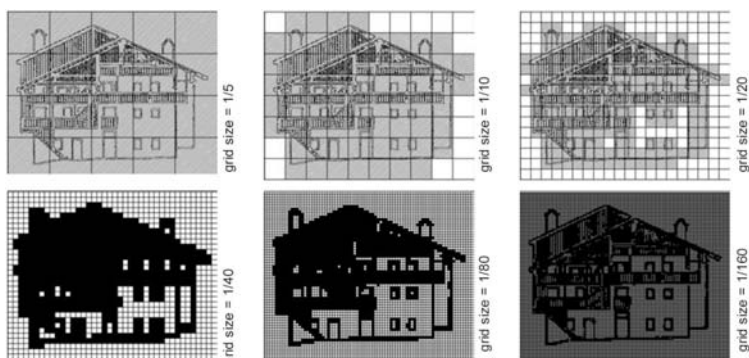 grid size = 1/5
grid size = 1/10
grid size = 1/20
rid size = 1/40
grid size = 1/80
grid size = 1/160